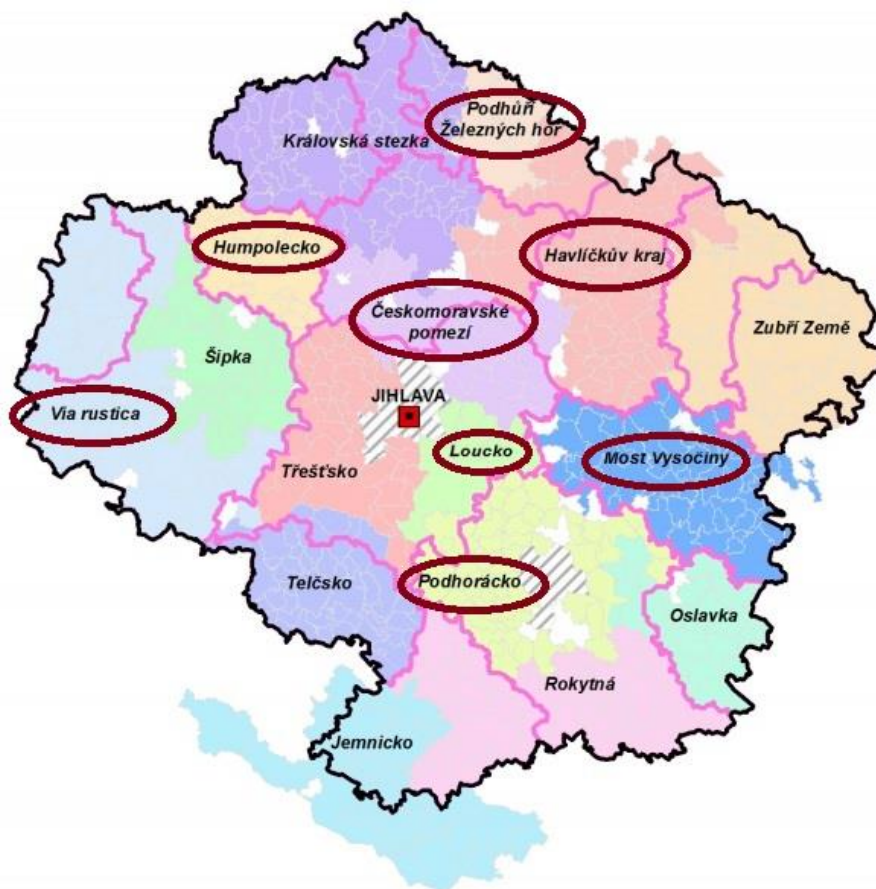 Podhůří
Železných hor
Královská stezka
Humpolecko
Havlíčkův kraj
Českomoravské
pomezí
Zubří Země
Šipka
JIHLAVA
Via rustica
Loucko
Most Vysočiny
Třešťsko
Telčsko
Podhorácko
Oslavka
Rokytná
Jemnicko